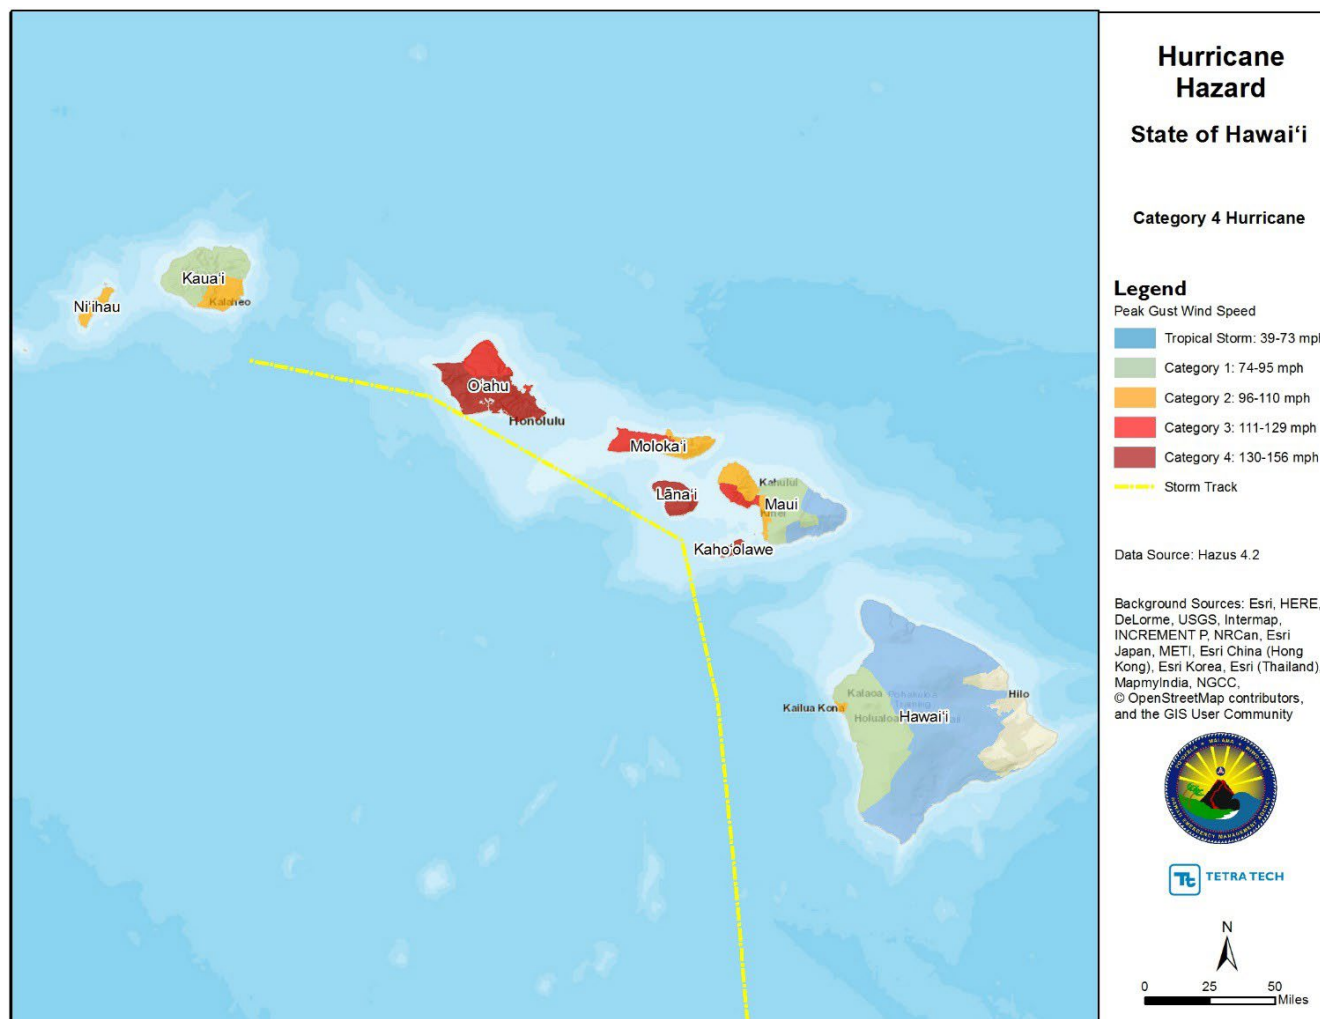 Hurricane
Hazard
State of Hawai‘i
Category 4 Hurricane
Legend
Peak Gust Wind Speed
Tropical Storm: 39-73 mpl
Category 1: 74-95 mph
Category 2: 96-110 mph
Category 3: 111-129 mph
Category 4: 130-156 mph
Storm Track
Data Source: Hazus 4.2
Background Sources: Esri, HERE,
DeLorme, USGS, Intermap,
INCREMENT P, NRCan, Esri
Japan, METI, Esri China (Hong
Kong), Esri Korea, Esri (Thailand),
MapmyIndia, NGCC,
© OpenStreetMap contributors,
and the GIS User Community
Tt TETRA TECH
N
0 25 50
Miles
Kaua‘i
Kalaheo
Ni‘ihau
O‘ahu
Honolulu
Moloka‘i
Lāna‘i
Kahului
Maui
Kihei
Kaho‘olawe
Kailua Kona
Kalaoa
Holualoa
Hawai‘i
Hilo